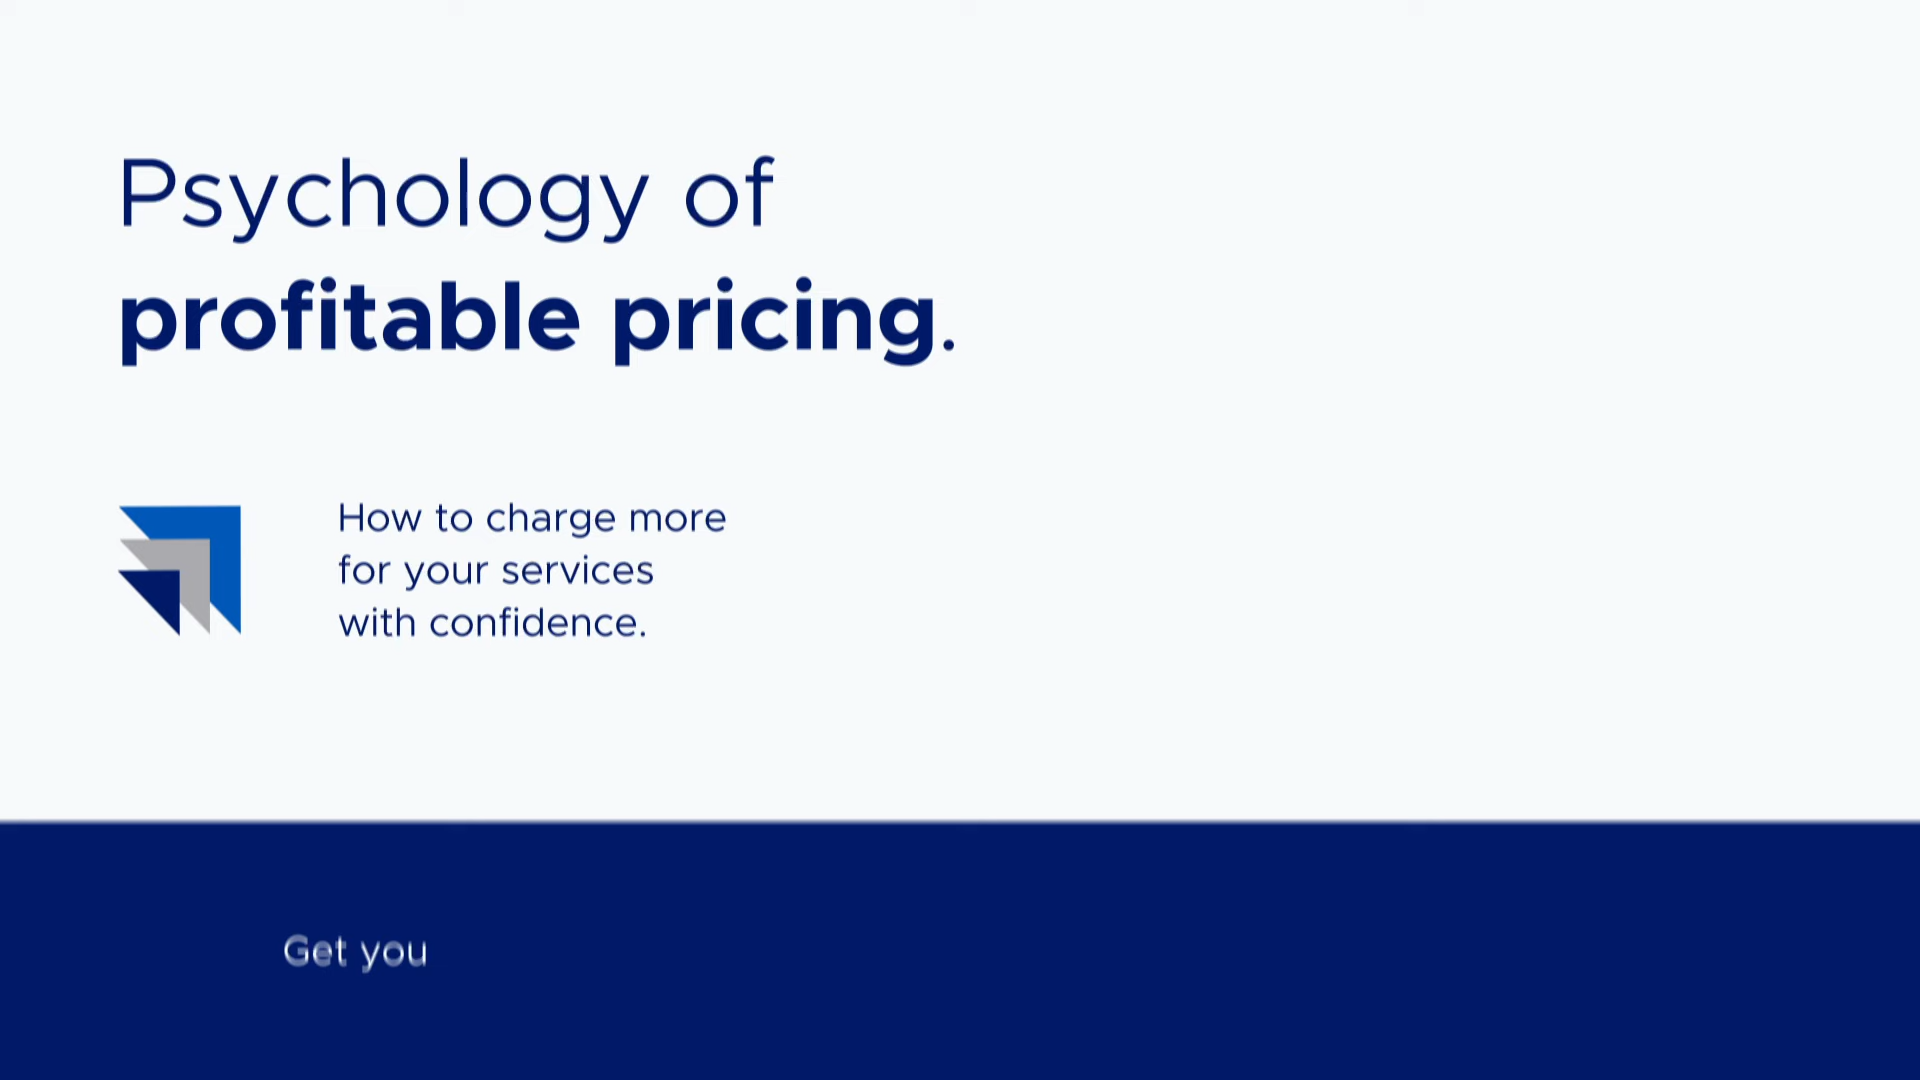 Psychology of
profitable pricing.
How to charge more
for your services
with confidence.
Get you